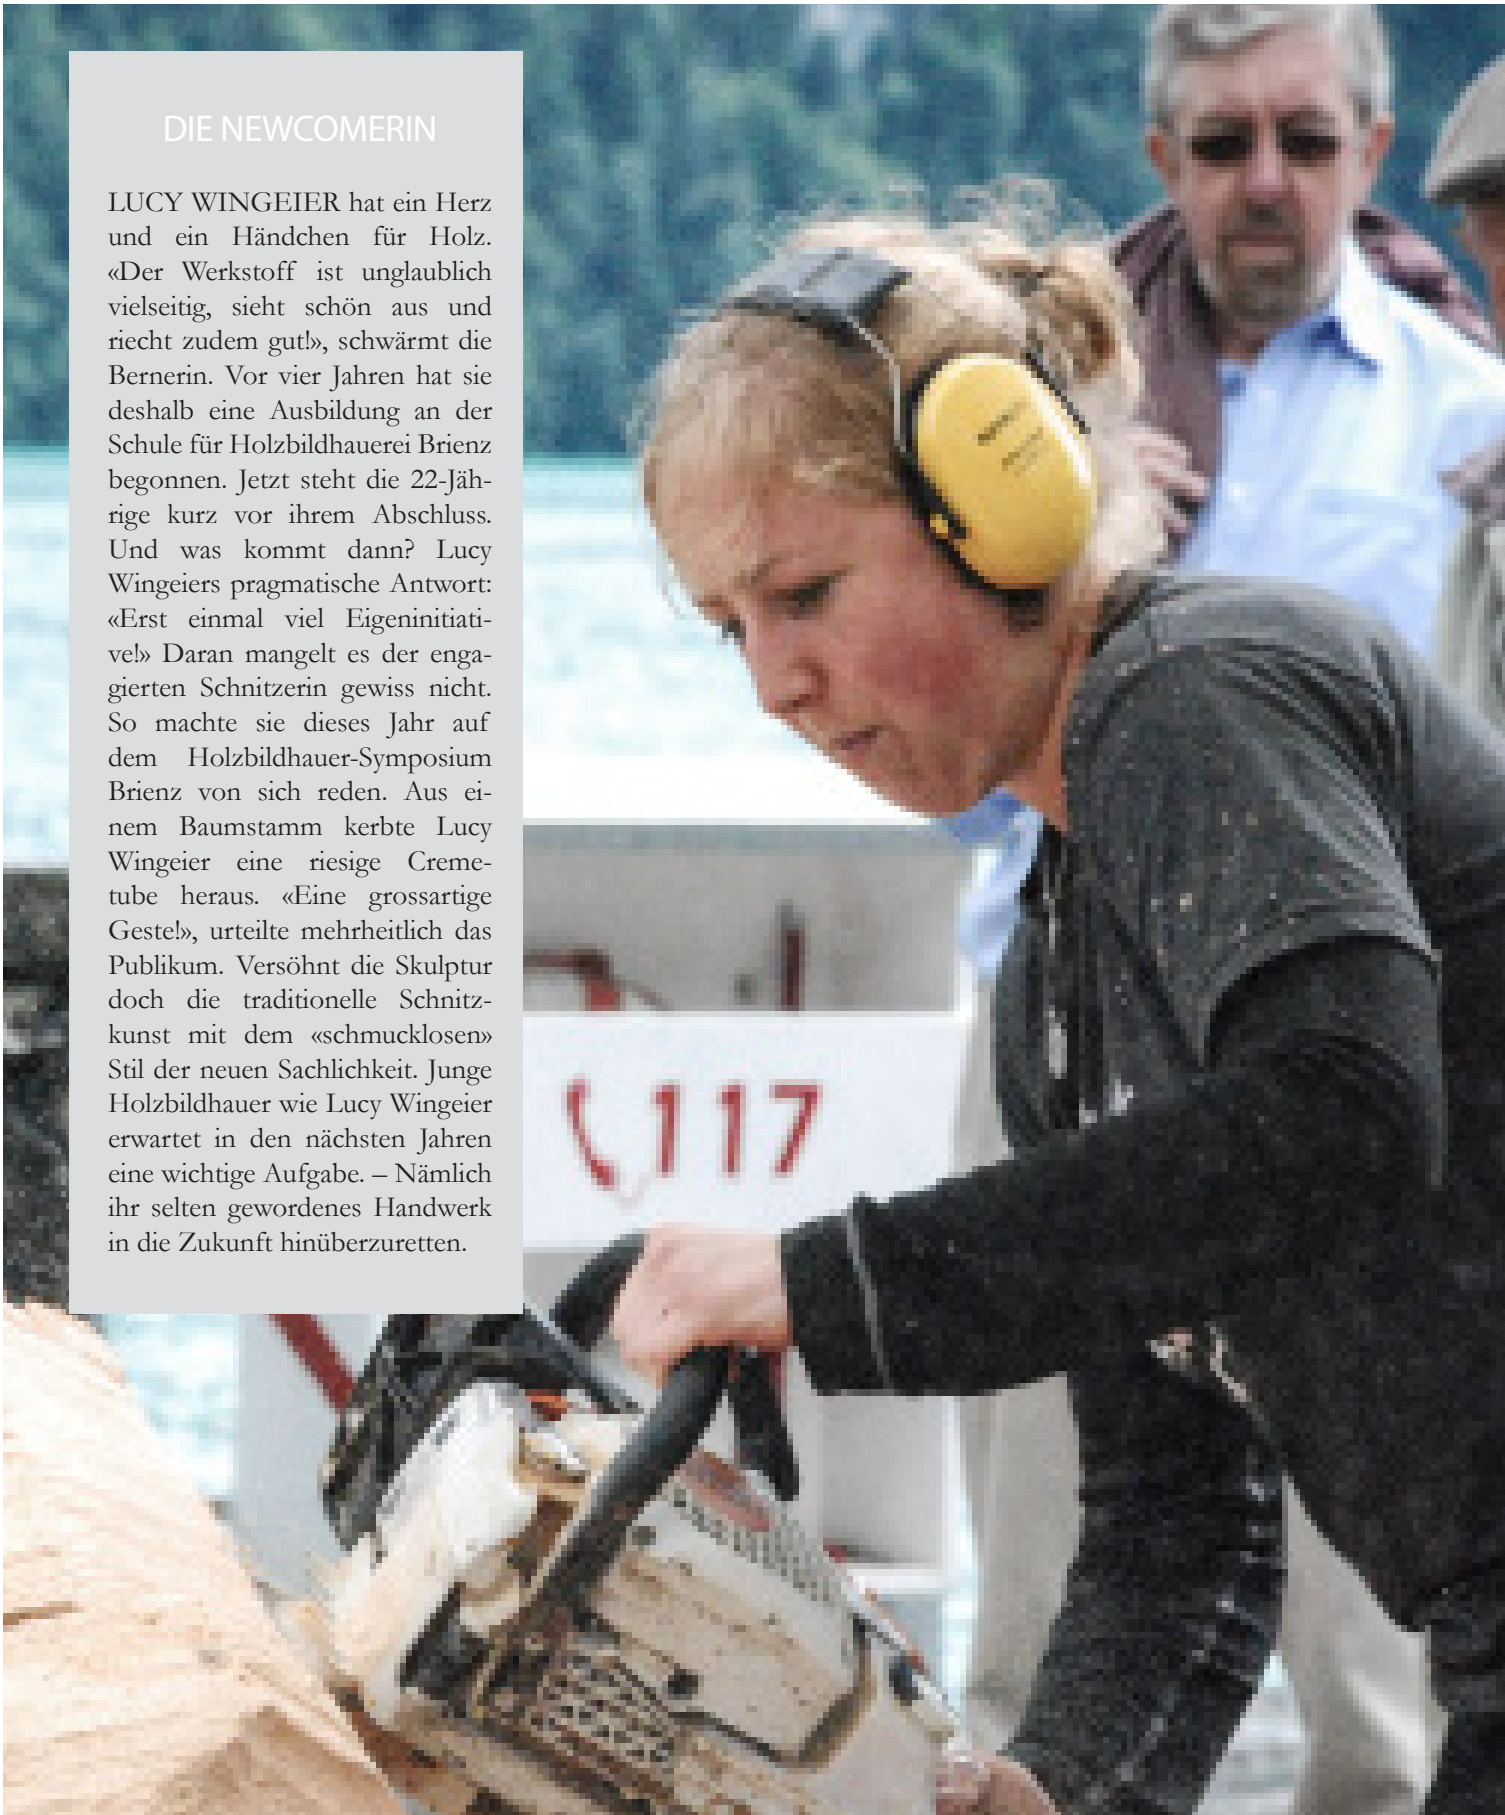 DIE NEWCOMERIN
LUCY WINGEIER hat ein Herz
und ein Händchen für Holz.
«Der Werkstoff ist unglaublich
vielseitig, sieht schön aus und
riecht zudem gut!», schwärmt die
Bernerin. Vor vier Jahren hat sie
deshalb eine Ausbildung an der
Schule für Holzbildhauerei Brienz
begonnen. Jetzt steht die 22-Jäh-
rige kurz vor ihrem Abschluss.
Und was kommt dann? Lucy
Wingeiers pragmatische Antwort:
«Erst einmal viel Eigeninitiati-
ve!» Daran mangelt es der enga-
gierten Schnitzerin gewiss nicht.
So machte sie dieses Jahr auf
dem Holzbildhauer-Symposium
Brienz von sich reden. Aus ei-
nem Baumstamm kerbte Lucy
Wingeier eine riesige Creme-
tube heraus. «Eine grossartige
Geste!», urteilte mehrheitlich das
Publikum. Versöhnt die Skulptur
doch die traditionelle Schnitz-
kunst mit dem «schmucklosen»
Stil der neuen Sachlichkeit. Junge
Holzbildhauer wie Lucy Wingeier
erwartet in den nächsten Jahren
eine wichtige Aufgabe. – Nämlich
ihr selten gewordenes Handwerk
in die Zukunft hinüberzuretten.
117